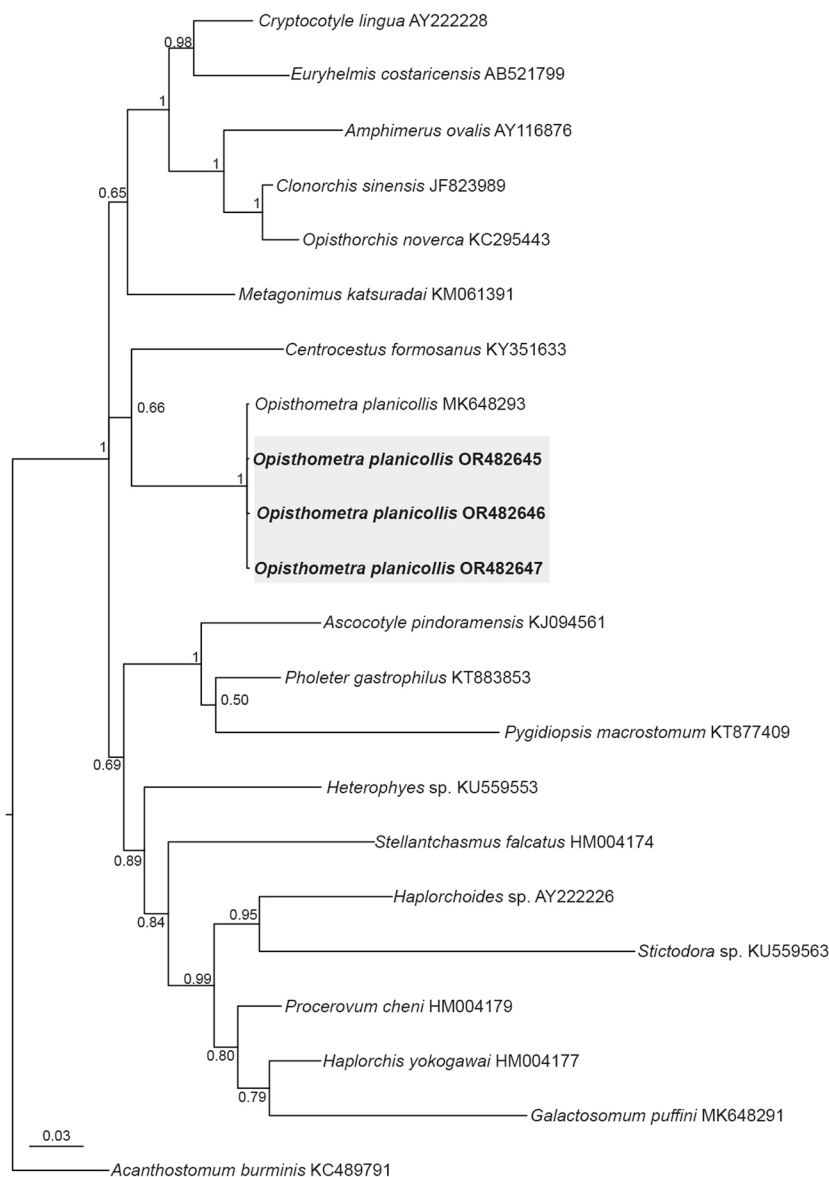 Cryptocotyle lingua AY222228
0.98
Euryhelmis costaricensis AB521799
1
Amphimerus ovalis AY116876
1
Clonorchis sinensis JF823989
0.65
1
Opisthorchis noverca KC295443
Metagonimus katsuradai KM061391
Centrocestus formosanus KY351633
0.66
Opisthometra planicollis MK648293
1
Opisthometra planicollis OR482645
1
Opisthometra planicollis OR482646
Opisthometra planicollis OR482647
Ascocotyle pindoramensis KJ094561
1
Pholeter gastrophilus KT883853
0.50
Pygidiopsis macrostomum KT877409
0.69
Heterophyes sp. KU559553
Stellantchasmus falcatus HM004174
0.89
Haplorchoides sp. AY222226
0.95
0.84
Stictodora sp. KU559563
0.99
Procerovum cheni HM004179
0.80
Haplorchis yokogawai HM004177
0.79
Galactosomum puffini MK648291
0.03
Acanthostomum burminis KC489791